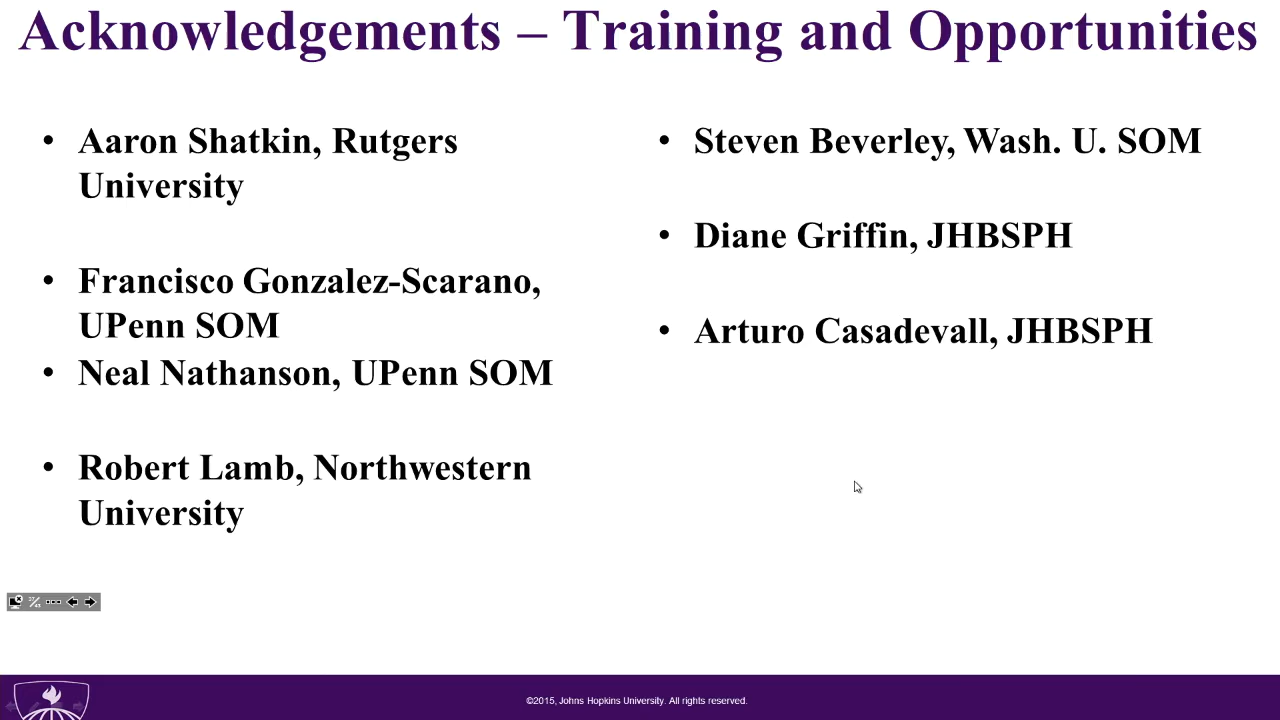 Acknowledgements – Training and Opportunities
• Aaron Shatkin, Rutgers
University
• Francisco Gonzalez-Scarano,
UPenn SOM
• Neal Nathanson, UPenn SOM
• Robert Lamb, Northwestern
University
• Steven Beverley, Wash. U. SOM
• Diane Griffin, JHBSPH
• Arturo Casadevall, JHBSPH
©2015, Johns Hopkins University. All rights reserved.